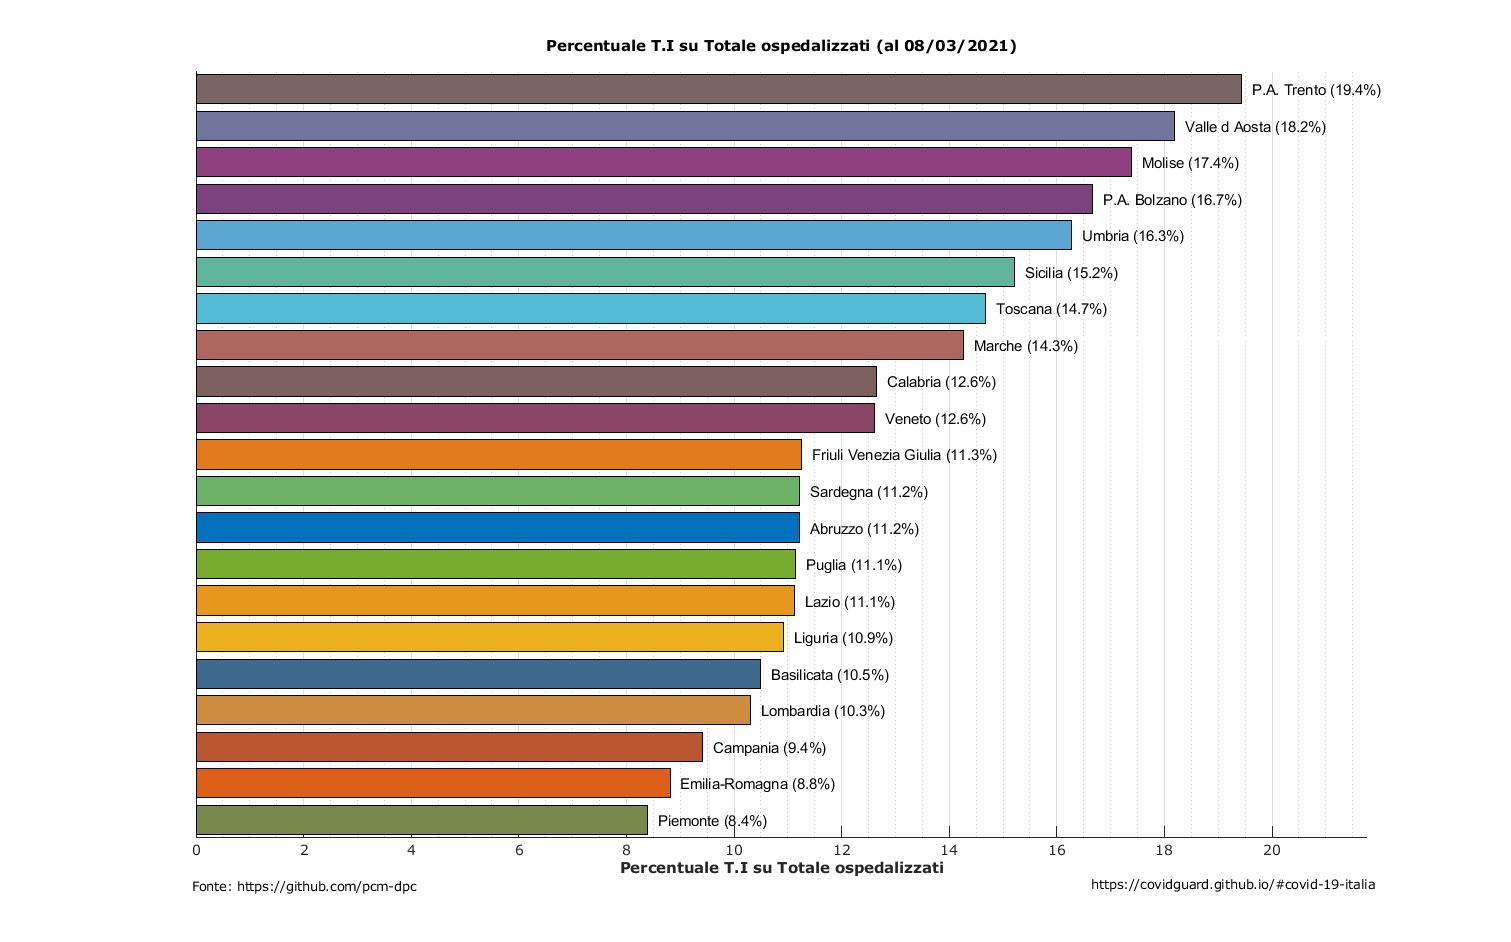 Percentuale T.I su Totale ospedalizzati (al 08/03/2021)
P.A. Trento (19.4%)
Valle d Aosta (18.2%)
Molise (17.4%)
P.A. Bolzano (16.7%)
Umbria (16.3%)
Sicilia (15.2%)
Toscana (14.7%)
Marche (14.3%)
Calabria (12.6%)
Veneto (12.6%)
Friuli Venezia Giulia (11.3%)
Sardegna (11.2%)
Abruzzo (11.2%)
Puglia (11.1%)
Lazio (11.1%)
Liguria (10.9%)
Basilicata (10.5%)
Lombardia (10.3%)
Campania (9.4%)
Emilia-Romagna (8.8%)
Piemonte (8.4%)
0 2 4 6 8 10 12 14 16 18 20
Percentuale T.I su Totale ospedalizzati
Fonte: https://github.com/pcm-dpc
https://covidguard.github.io/#covid-19-italia